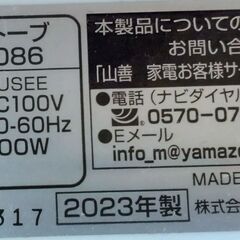 ーブ
086
USEE
C100V
0-60Hz
00W
317
本製品についての
お問い合
「山善 家電お客様サ
●電話(ナビダイヤル
0570-07
●Eメール
info_m@yamaze
MADE
2023年製
株式会